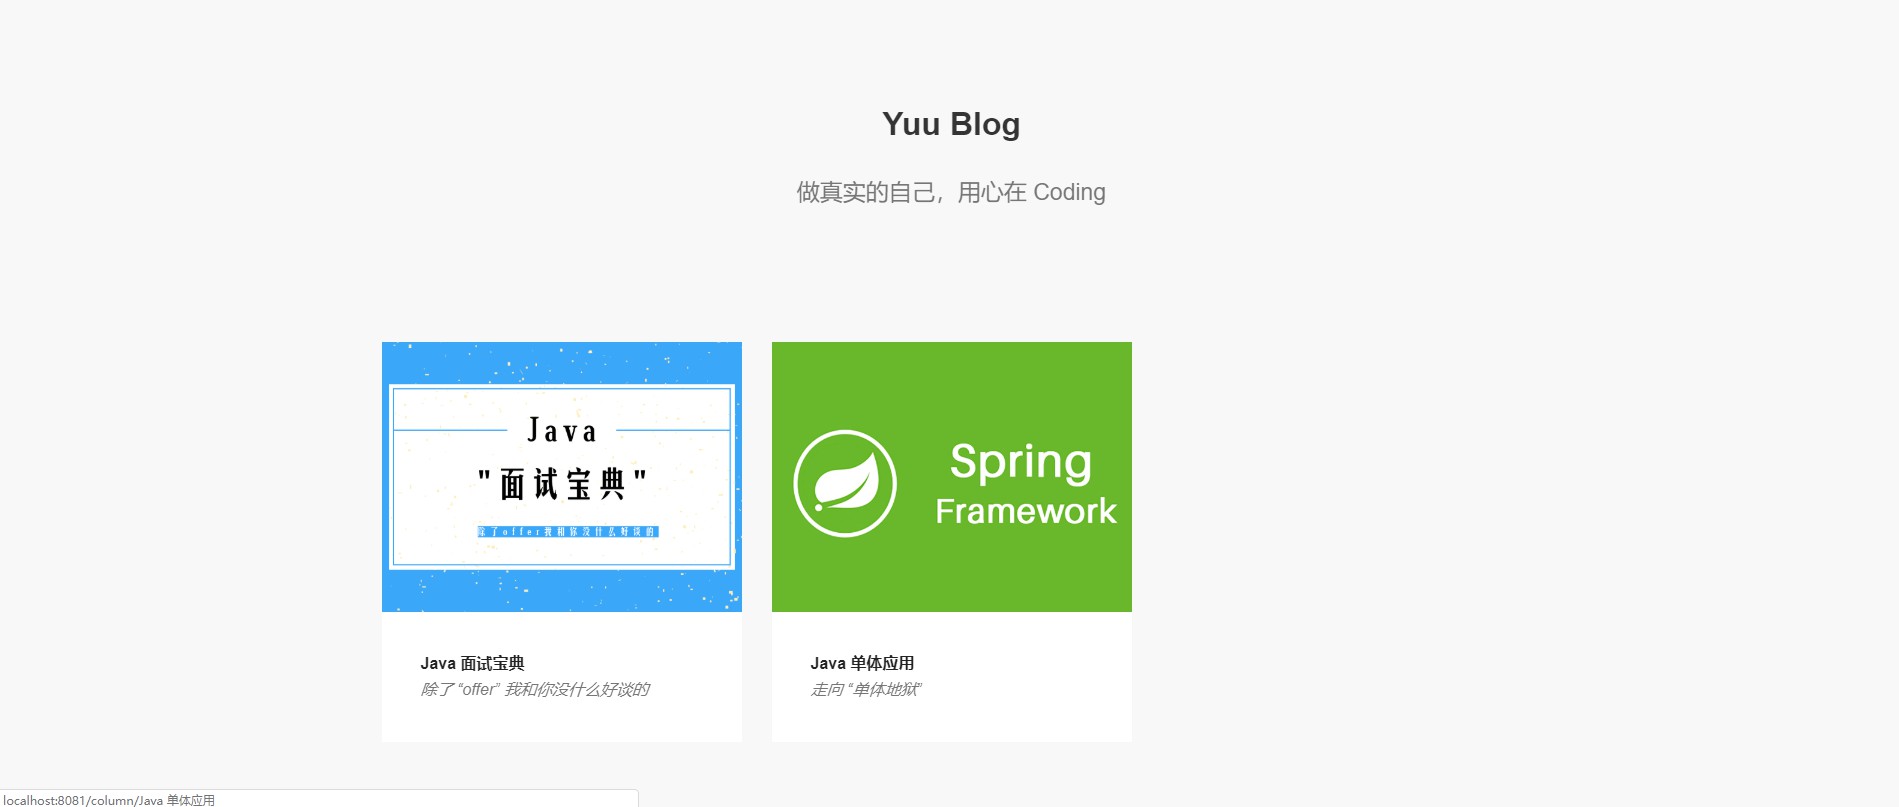 Yuu Blog
做真实的自己，用心在 Coding
Java
"面试宝典"
除了offer我和你没什么好谈的
Spring
Framework
Java 面试宝典
除了 “offer” 我和你没什么好谈的
Java 单体应用
走向 “单体地狱”
localhost:8081/column/Java 单体应用